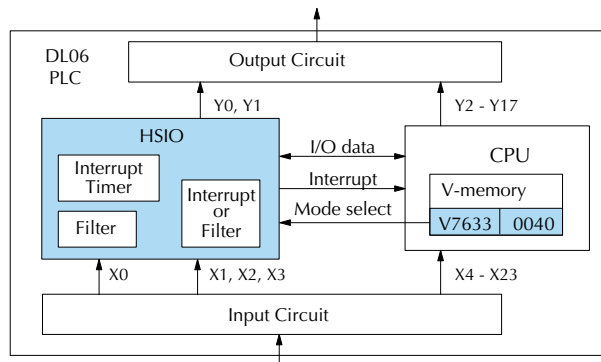 DL06
PLC
Output Circuit
Y0, Y1
Y2 - Y17
HSIO
Interrupt
Timer
Filter
Interrupt
or
Filter
I/O data
Interrupt
Mode select
CPU
V-memory
V7633 0040
X0
X1, X2, X3
X4 - X23
Input Circuit